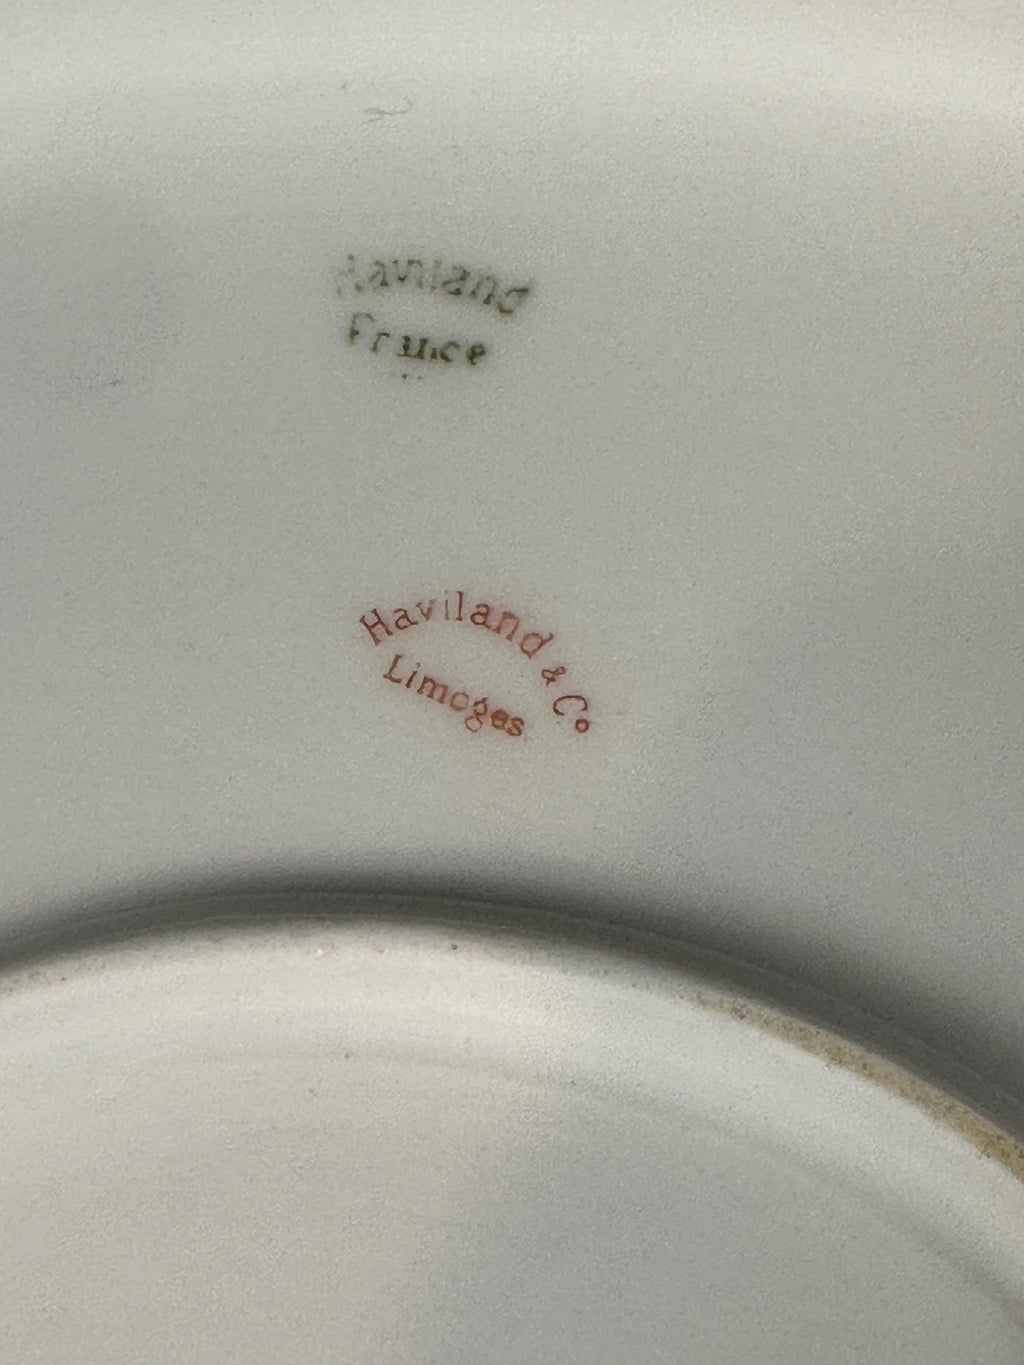 Haviland
France
Haviland & Co
Limoges